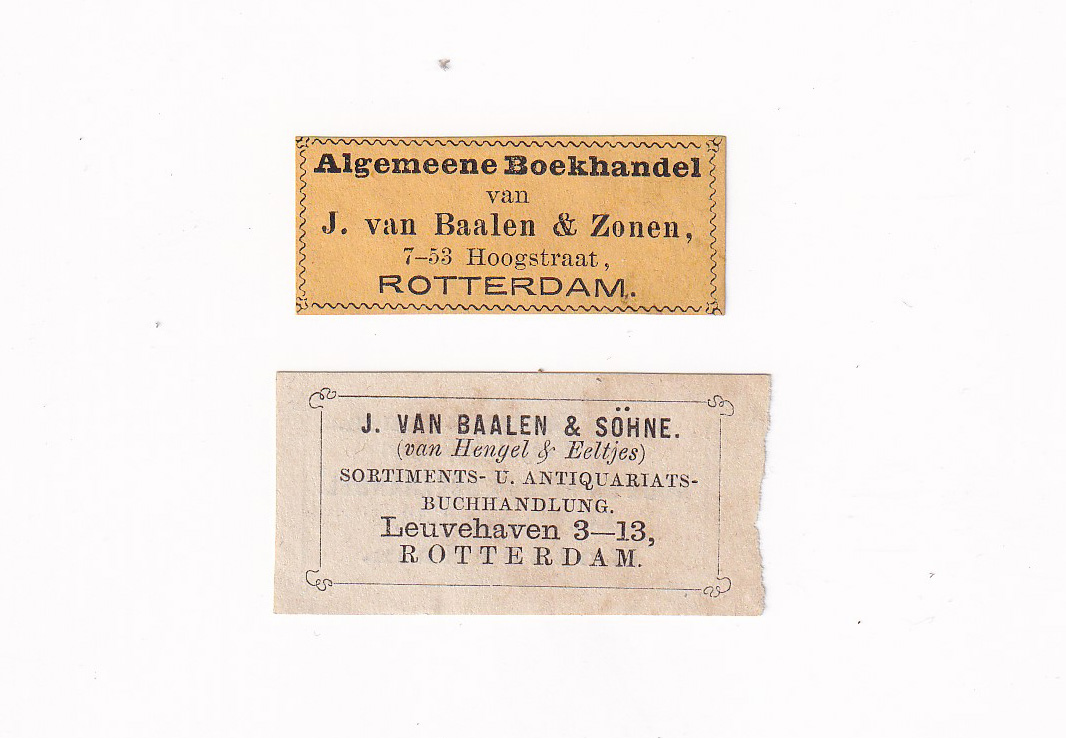 Algemeene Boekhandel
van
J. van Baalen & Zonen,
7–53 Hoogstraat,
ROTTERDAM.
J. VAN BAALEN & SÖHNE.
(van Hengel & Eeltjes)
SORTIMENTS- U. ANTIQUARIATS-
BUCHHANDLUNG.
Leuvehaven 3—13,
ROTTERDAM.